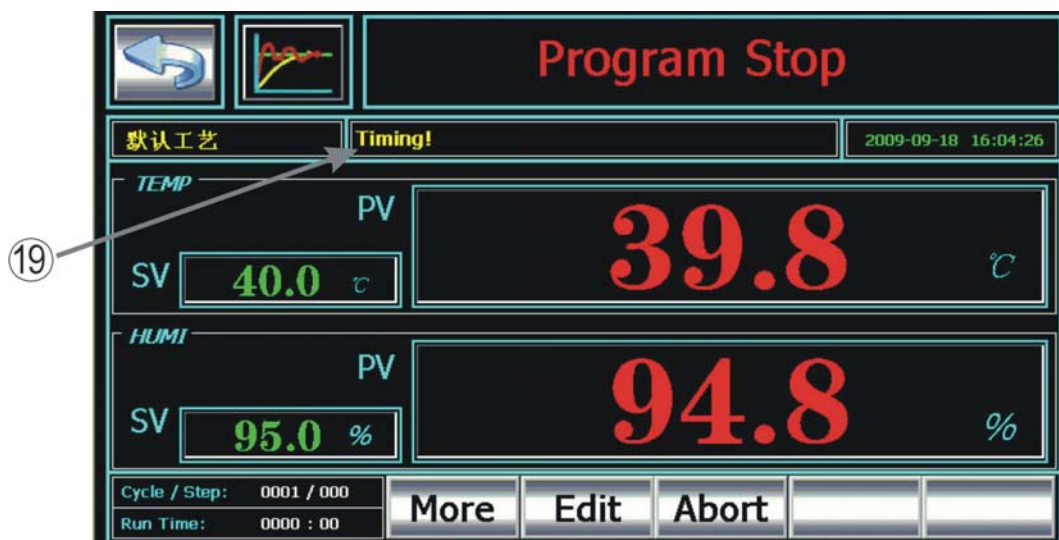 Program Stop
默认工艺 Timing! 2009-09-18 16:04:26
TEMP
PV 39.8 ℃
⑲
SV 40.0 ℃
HUMI
PV 94.8 %
SV 95.0 %
Cycle / Step: 0001 / 000
Run Time: 0000 : 00
More Edit Abort